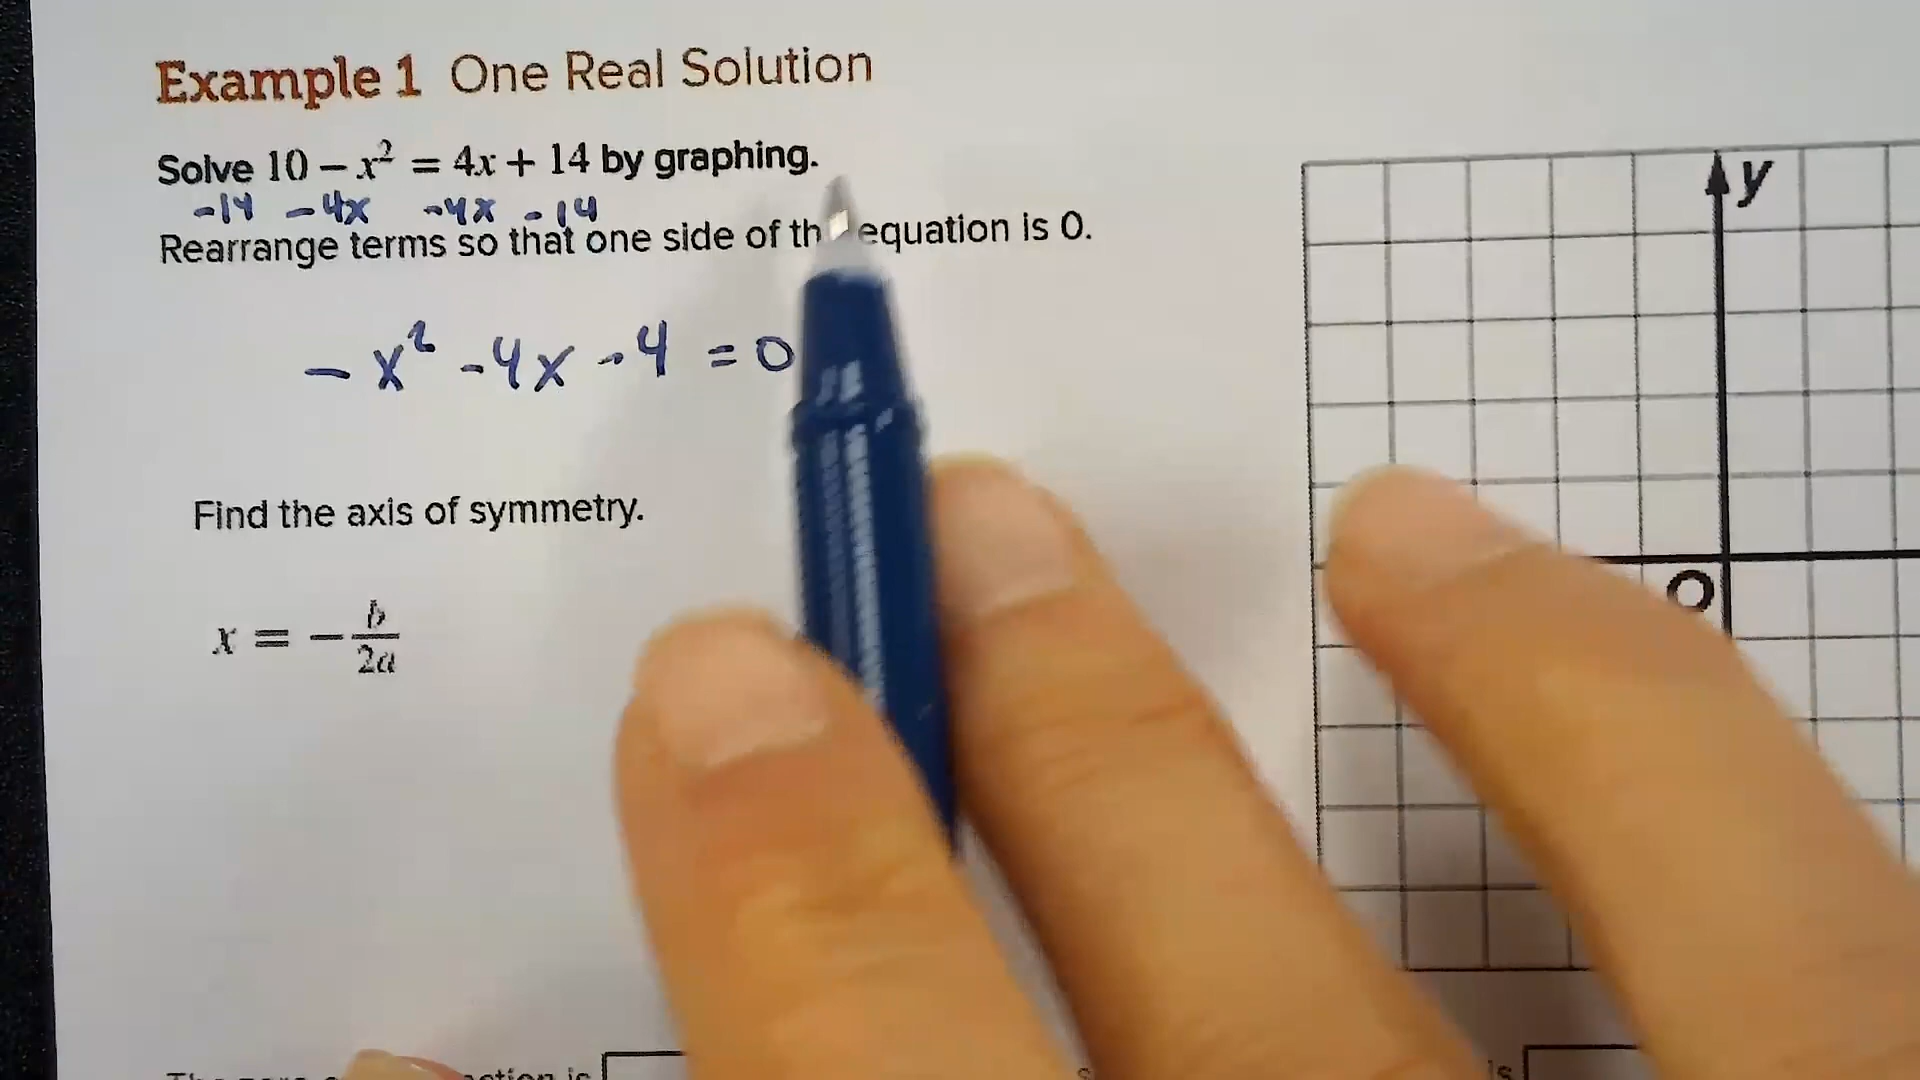 Example 1 One Real Solution
Solve 10 − x² = 4x + 14 by graphing.
-14 -4x -4x -14
Rearrange terms so that one side of equation is 0.
- x² -4x -4 = 0
Find the axis of symmetry.
x = − b/2a
y
O
is